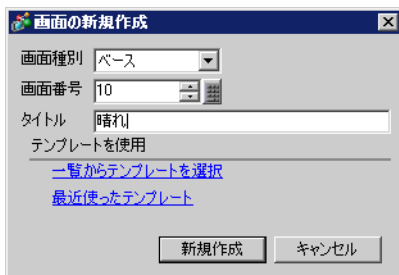 画面の新規作成
画面種別 ベース
画面番号 10
タイトル 晴れ
テンプレートを使用
一覧からテンプレートを選択
最近使ったテンプレート
新規作成 キャンセル